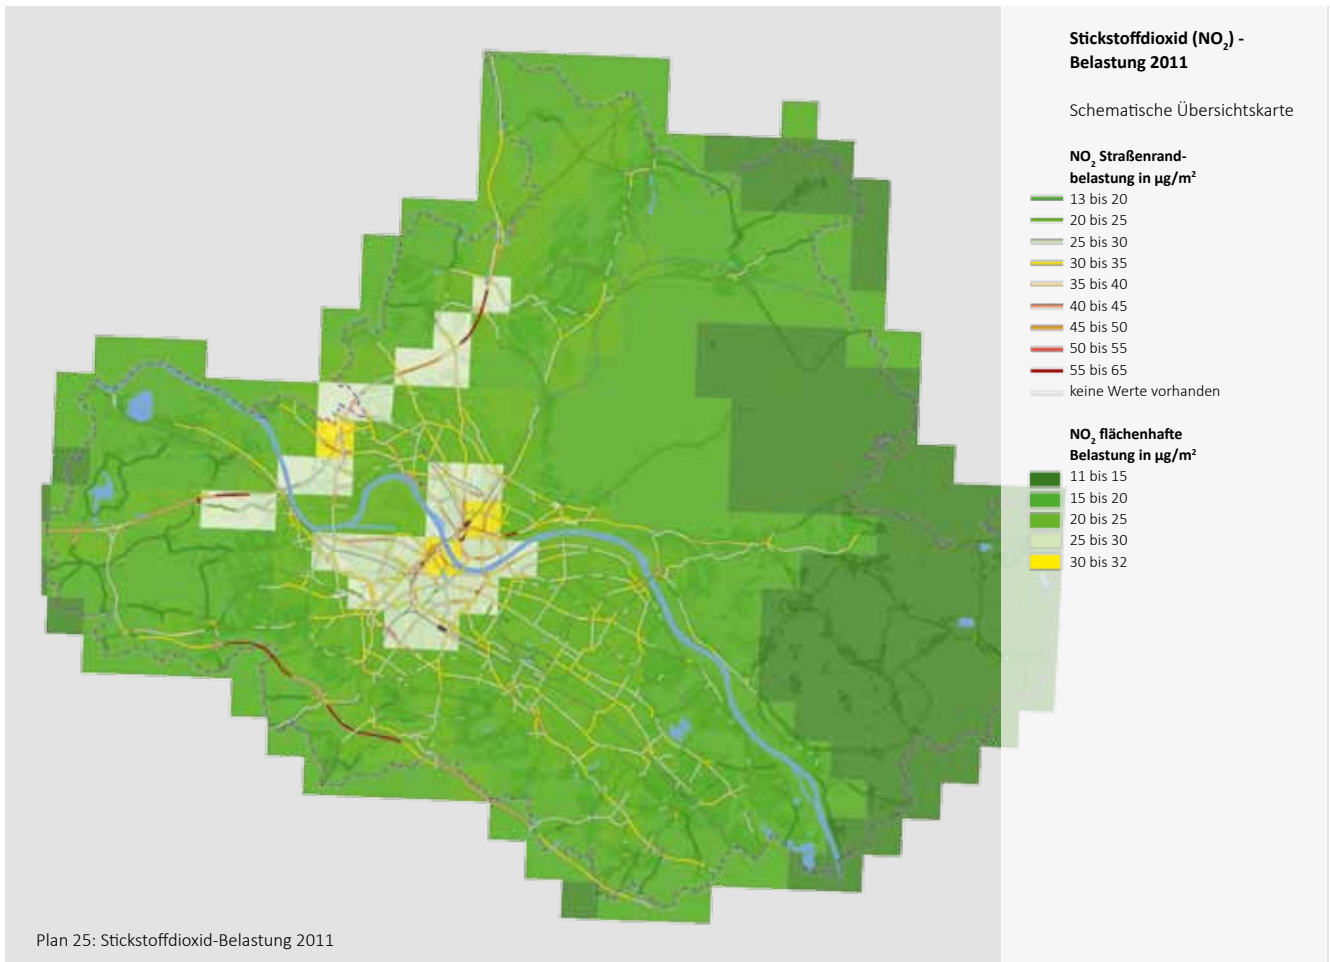 Stickstoffdioxid (NO₂) -
Belastung 2011
Schematische Übersichtskarte
NO₂ Straßenrand-
belastung in µg/m²
13 bis 20
20 bis 25
25 bis 30
30 bis 35
35 bis 40
40 bis 45
45 bis 50
50 bis 55
55 bis 65
keine Werte vorhanden
NO₂ flächenhafte
Belastung in µg/m²
11 bis 15
15 bis 20
20 bis 25
25 bis 30
30 bis 32
Plan 25: Stickstoffdioxid-Belastung 2011